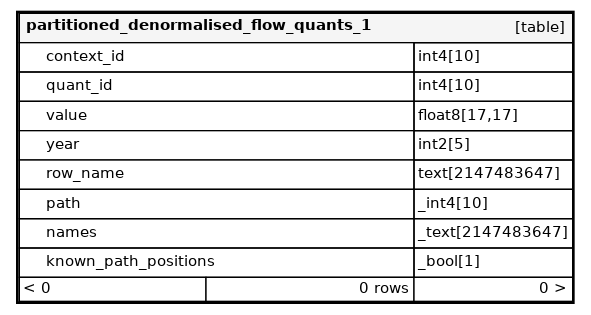 partitioned_denormalised_flow_quants_1 [table]
context_id int4[10]
quant_id int4[10]
value float8[17,17]
year int2[5]
row_name text[2147483647]
path _int4[10]
names _text[2147483647]
known_path_positions _bool[1]
< 0 0 rows 0 >